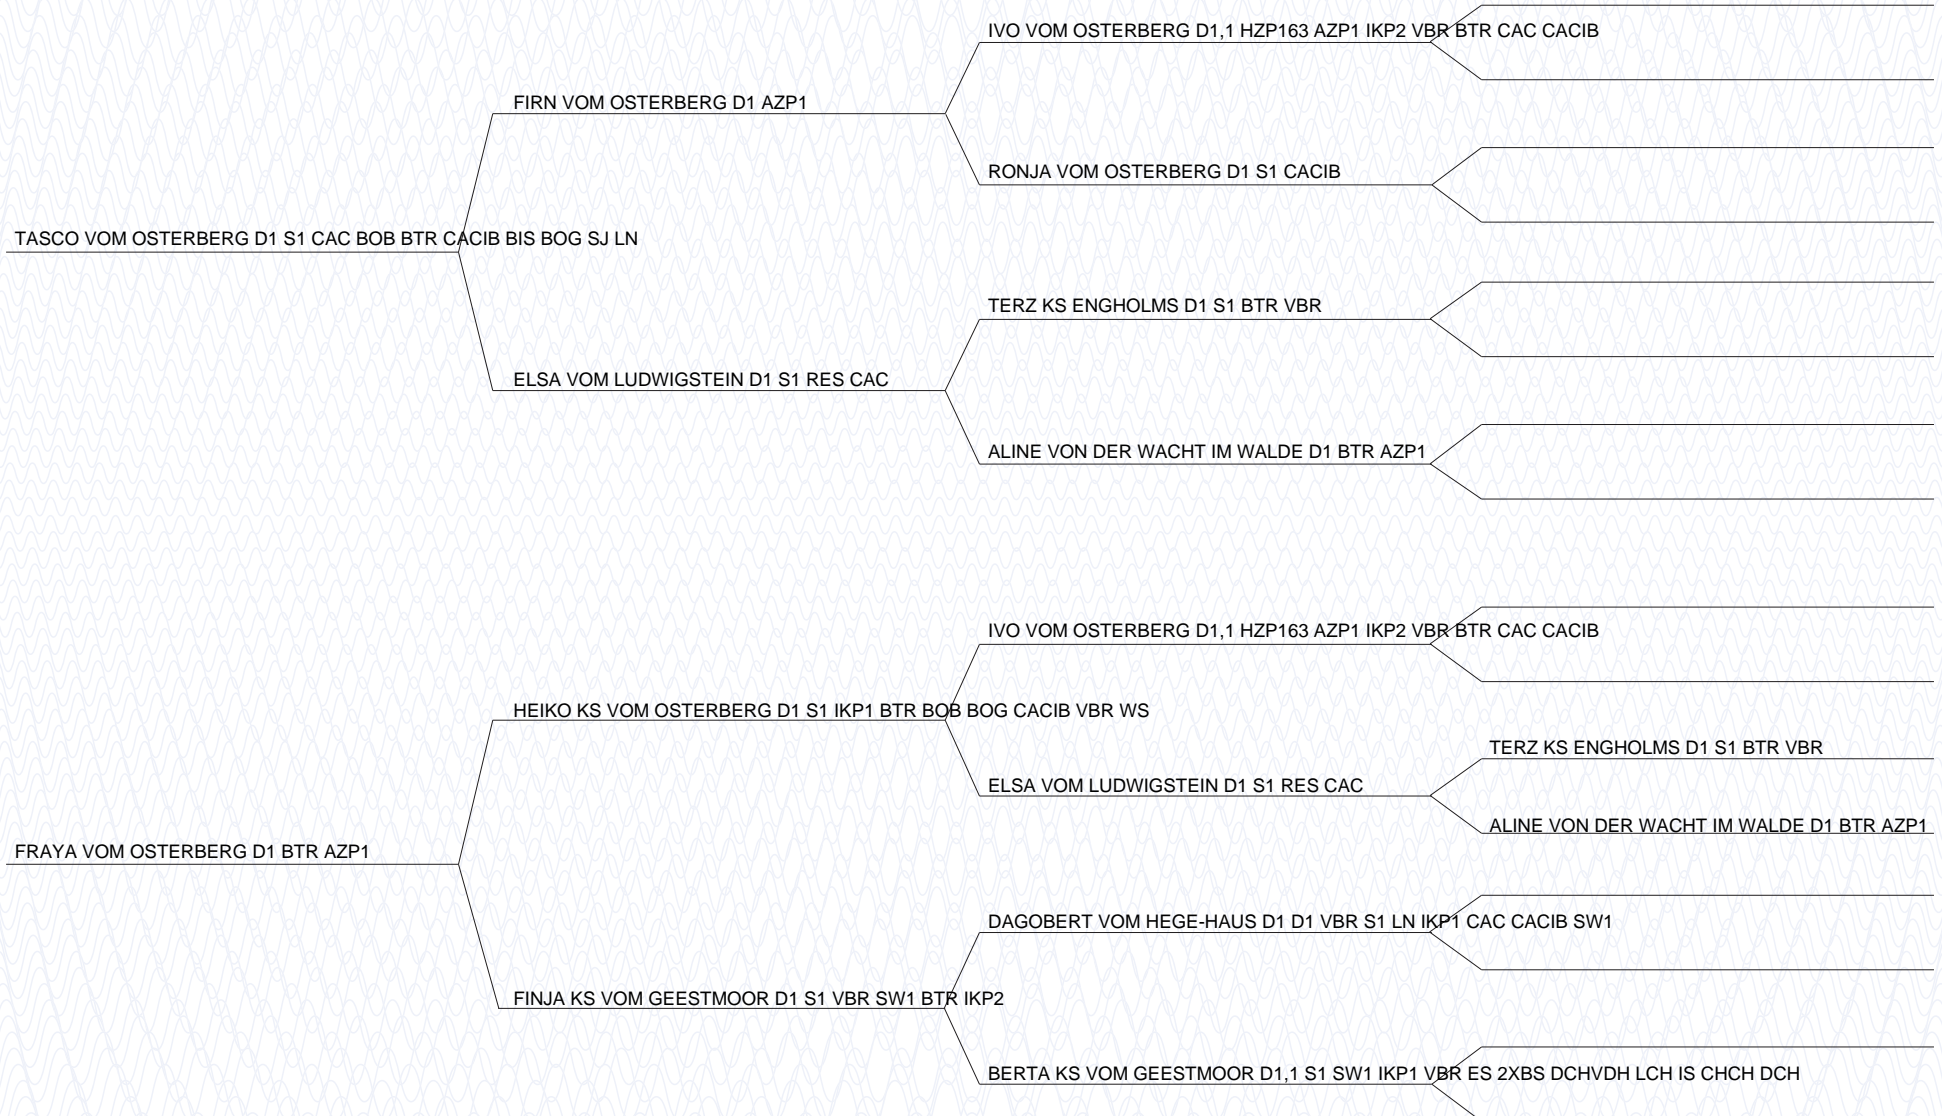 IVO VOM OSTERBERG D1,1 HZP163 AZP1 IKP2 VBR BTR CAC CACIB
FIRN VOM OSTERBERG D1 AZP1
RONJA VOM OSTERBERG D1 S1 CACIB
TASCO VOM OSTERBERG D1 S1 CAC BOB BTR CACIB BIS BOG SJ LN
TERZ KS ENGHOLMS D1 S1 BTR VBR
ELSA VOM LUDWIGSTEIN D1 S1 RES CAC
ALINE VON DER WACHT IM WALDE D1 BTR AZP1
IVO VOM OSTERBERG D1,1 HZP163 AZP1 IKP2 VBR BTR CAC CACIB
HEIKO KS VOM OSTERBERG D1 S1 IKP1 BTR BOB BOG CACIB VBR WS
TERZ KS ENGHOLMS D1 S1 BTR VBR
ELSA VOM LUDWIGSTEIN D1 S1 RES CAC
ALINE VON DER WACHT IM WALDE D1 BTR AZP1
FRAYA VOM OSTERBERG D1 BTR AZP1
DAGOBERT VOM HEGE-HAUS D1 D1 VBR S1 LN IKP1 CAC CACIB SW1
FINJA KS VOM GEESTMOOR D1 S1 VBR SW1 BTR IKP2
BERTA KS VOM GEESTMOOR D1,1 S1 SW1 IKP1 VBR ES 2XBS DCHVDH LCH IS CHCH DCH